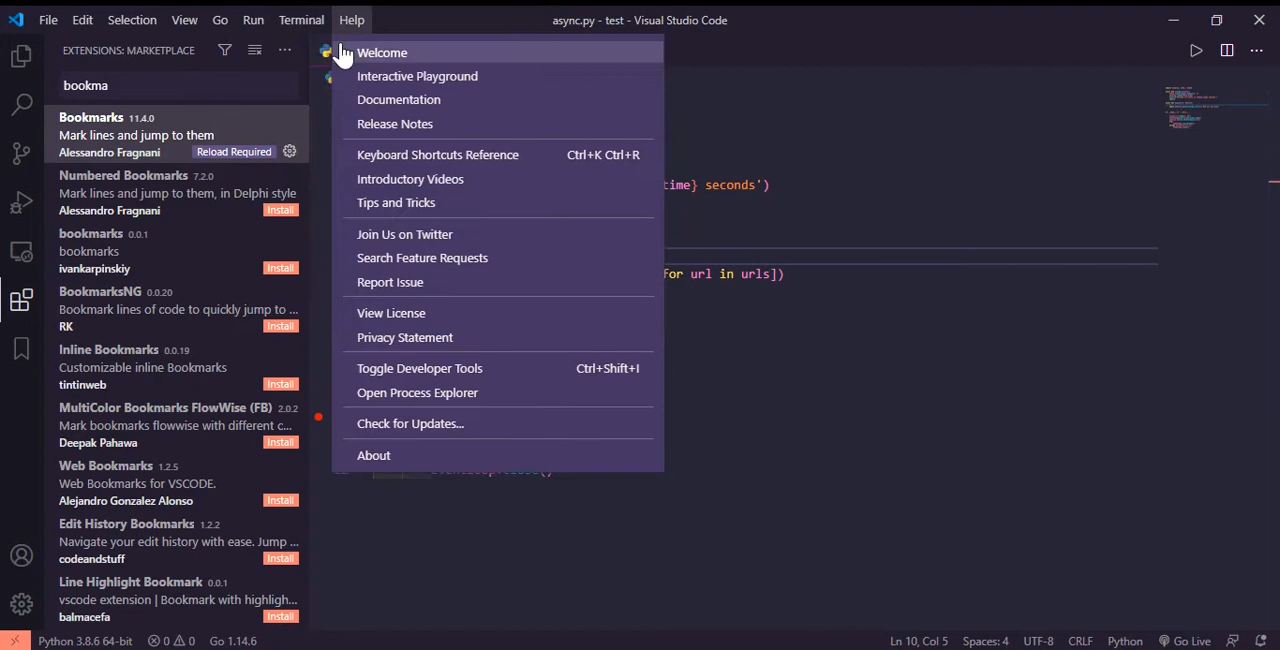 File Edit Selection View Go Run Terminal Help async.py - test - Visual Studio Code
EXTENSIONS: MARKETPLACE
bookma
Bookmarks 11.4.0
Mark lines and jump to them
Alessandro Fragnani Reload Required
Numbered Bookmarks 7.2.0
Mark lines and jump to them, in Delphi style
Alessandro Fragnani Install
bookmarks 0.0.1
bookmarks
ivankarpinskiy Install
BookmarksNG 0.0.20
Bookmark lines of code to quickly jump to ...
RK Install
Inline Bookmarks 0.0.19
Customizable inline Bookmarks
tintinweb Install
MultiColor Bookmarks FlowWise (FB) 2.0.2
Mark bookmarks flowwise with different c...
Deepak Pahawa Install
Web Bookmarks 1.2.5
Web Bookmarks for VSCODE.
Alejandro Gonzalez Alonso Install
Edit History Bookmarks 1.2.2
Navigate your edit history with ease. Jump ...
codeandstuff Install
Line Highlight Bookmark 0.0.1
vscode extension | Bookmark with highligh...
balmacefa Install
Welcome
Interactive Playground
Documentation
Release Notes
Keyboard Shortcuts Reference Ctrl+K Ctrl+R
Introductory Videos
Tips and Tricks
Join Us on Twitter
Search Feature Requests
Report Issue
View License
Privacy Statement
Toggle Developer Tools Ctrl+Shift+I
Open Process Explorer
Check for Updates...
About
time} seconds')
for url in urls])
Python 3.8.6 64-bit 0 0 Go 1.14.6 Ln 10, Col 5 Spaces: 4 UTF-8 CRLF Python Go Live